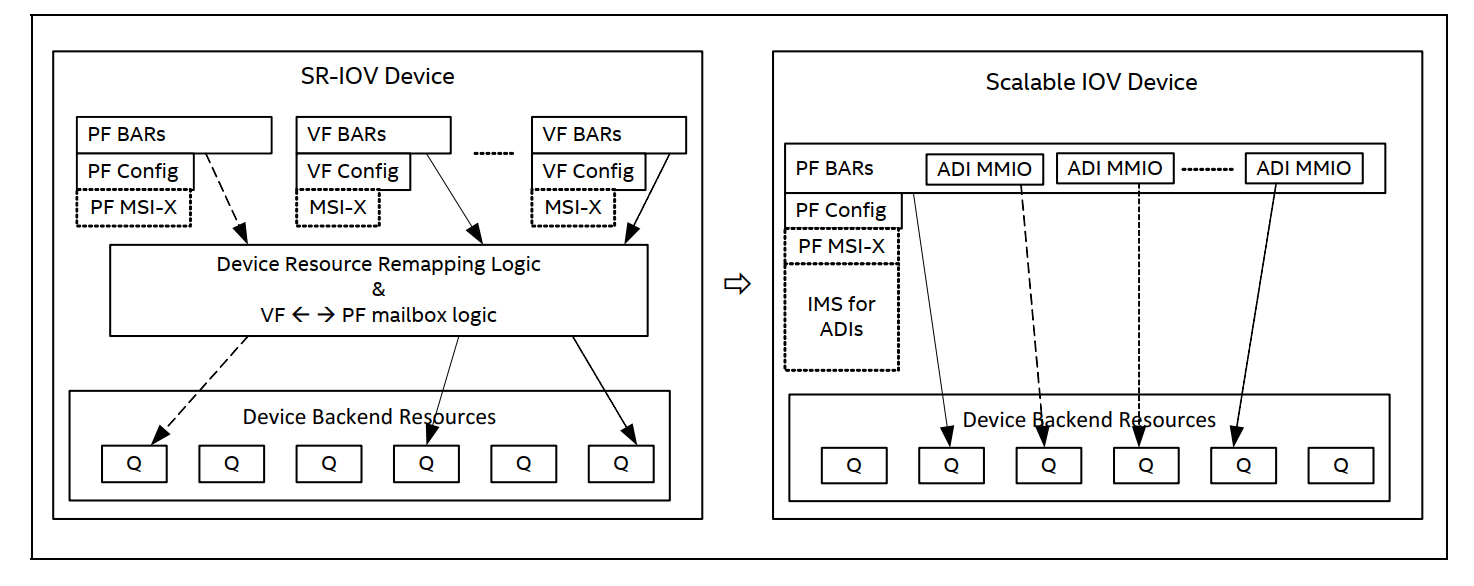 SR-IOV Device
PF BARs
PF Config
PF MSI-X
VF BARs
VF Config
MSI-X
VF BARs
VF Config
MSI-X
Device Resource Remapping Logic
&
VF ← → PF mailbox logic
Device Backend Resources
Q Q Q Q Q Q
⇨
Scalable IOV Device
PF BARs
ADI MMIO ADI MMIO ADI MMIO
PF Config
PF MSI-X
IMS for
ADIs
Device Backend Resources
Q Q Q Q Q Q